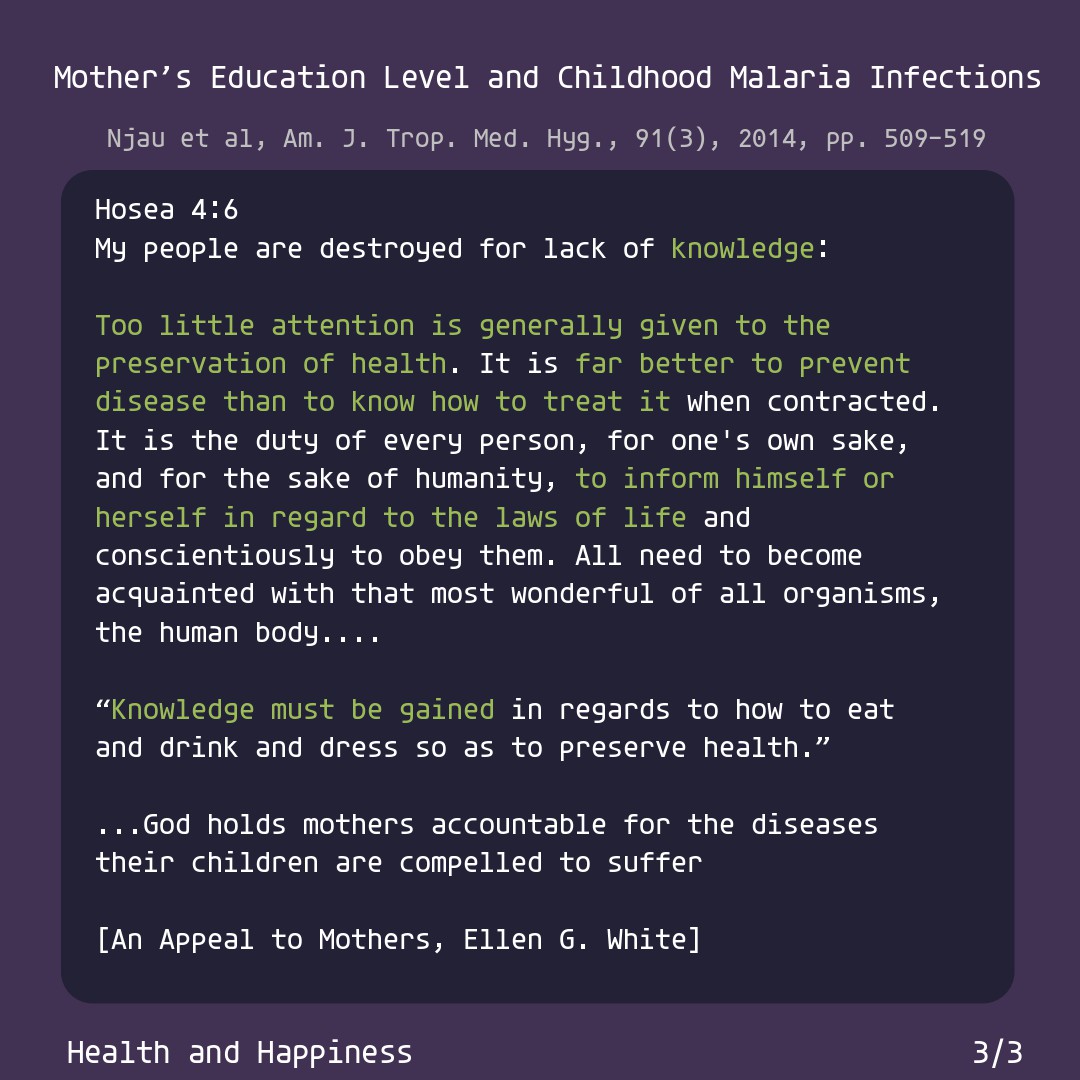 Mother’s Education Level and Childhood Malaria Infections
Njau et al, Am. J. Trop. Med. Hyg., 91(3), 2014, pp. 509–519
Hosea 4:6
My people are destroyed for lack of knowledge:
Too little attention is generally given to the
preservation of health. It is far better to prevent
disease than to know how to treat it when contracted.
It is the duty of every person, for one's own sake,
and for the sake of humanity, to inform himself or
herself in regard to the laws of life and
conscientiously to obey them. All need to become
acquainted with that most wonderful of all organisms,
the human body....
“Knowledge must be gained in regards to how to eat
and drink and dress so as to preserve health.”
...God holds mothers accountable for the diseases
their children are compelled to suffer
[An Appeal to Mothers, Ellen G. White]
Health and Happiness
3/3